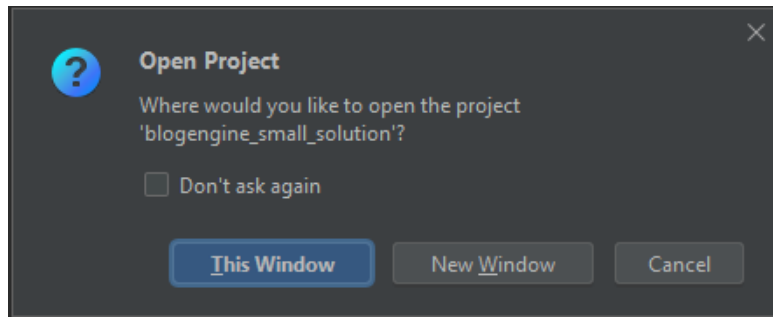 Open Project
Where would you like to open the project
'blogengine_small_solution'?
Don't ask again
This Window
New Window
Cancel